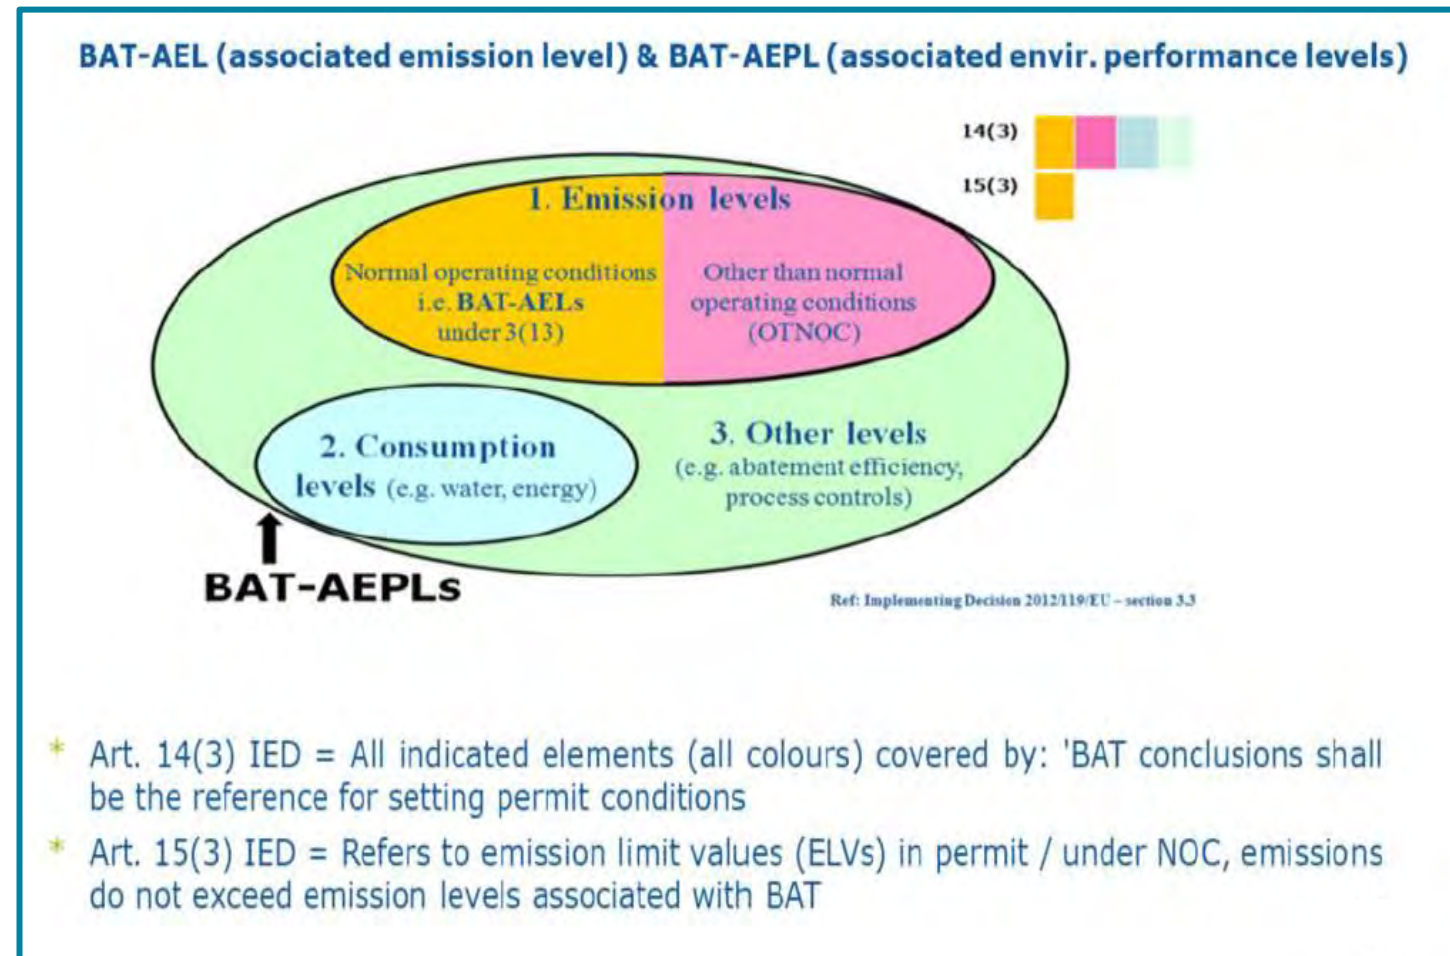 BAT-AEL (associated emission level) & BAT-AEPL (associated envir. performance levels)
14(3)
15(3)
1. Emission levels
Normal operating conditions
i.e. BAT-AELs
under 3(13)
Other than normal
operating conditions
(OTNOC)
2. Consumption
levels (e.g. water, energy)
3. Other levels
(e.g. abatement efficiency,
process controls)
BAT-AEPLs
Ref: Implementing Decision 2012/119/EU – section 3.3
* Art. 14(3) IED = All indicated elements (all colours) covered by: 'BAT conclusions shall
be the reference for setting permit conditions
* Art. 15(3) IED = Refers to emission limit values (ELVs) in permit / under NOC, emissions
do not exceed emission levels associated with BAT